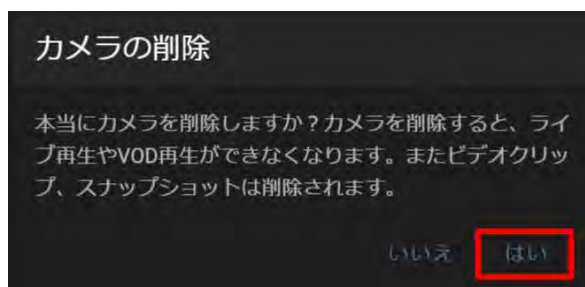 カメラの削除
本当にカメラを削除しますか？カメラを削除すると、ライ
ブ再生やVOD再生ができなくなります。またビデオクリッ
プ、スナップショットは削除されます。
いいえ はい